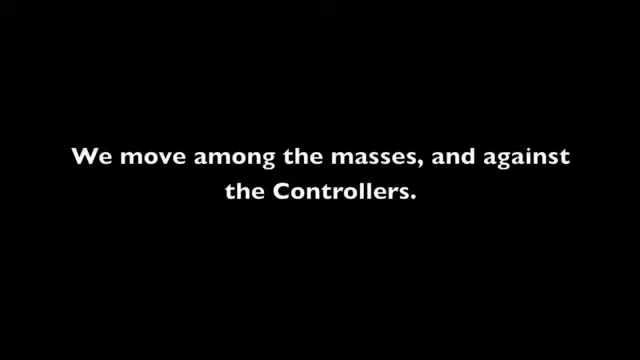 We move among the masses, and against
the Controllers.